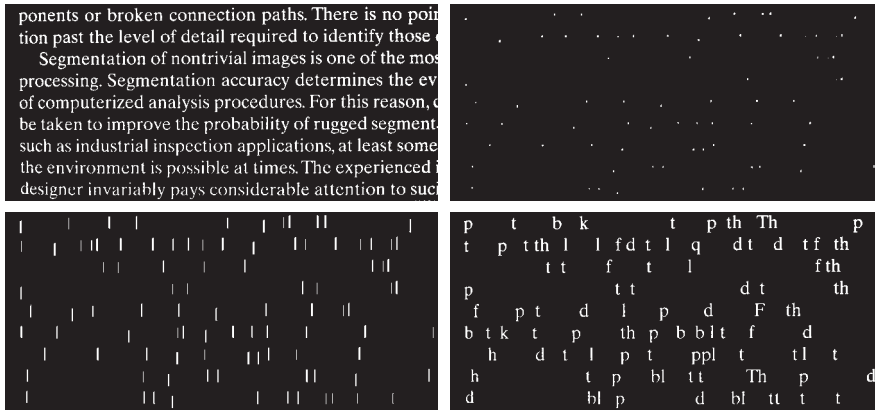 ponents or broken connection paths. There is no poin
tion past the level of detail required to identify those
Segmentation of nontrivial images is one of the mos
processing. Segmentation accuracy determines the ev
of computerized analysis procedures. For this reason, c
be taken to improve the probability of rugged segment
such as industrial inspection applications, at least some
the environment is possible at times. The experienced i
designer invariably pays considerable attention to suc
p t b k t p th Th p
t p t th l l f d t l q d t d t f th
t t f t l f th
p t t d t th
f p t d l p d F th
b t k t p th p b b l t f d
h d t l p t ppl t t l t
h t p bl t t Th p d
d bl p d bl tt t t